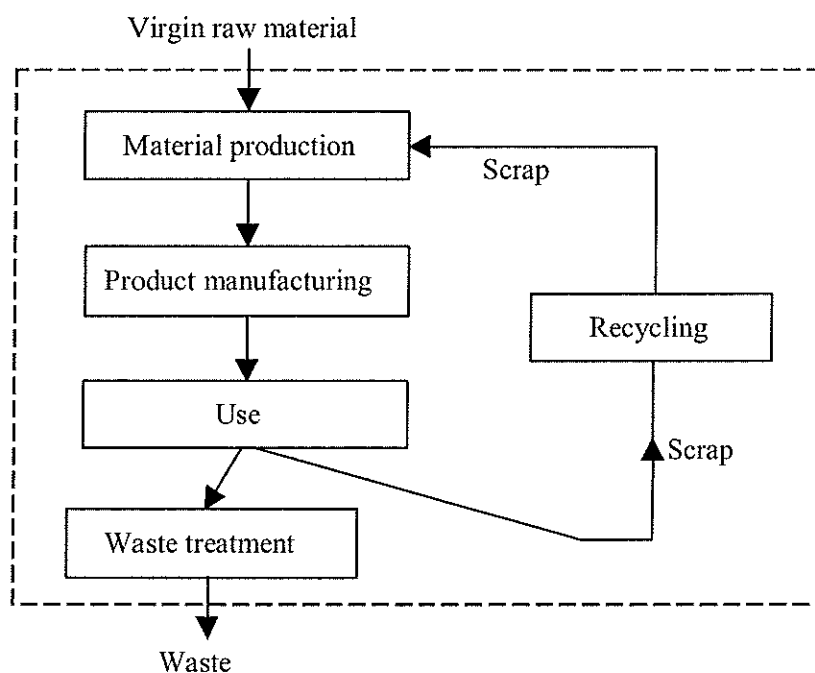 Virgin raw material
Material production
Scrap
Product manufacturing
Recycling
Use
Scrap
Waste treatment
Waste